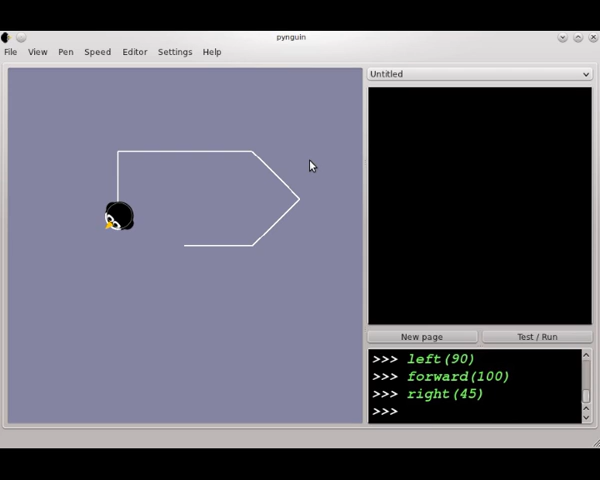 pynguin
File View Pen Speed Editor Settings Help
Untitled
New page Test / Run
>>> left(90)
>>> forward(100)
>>> right(45)
>>>